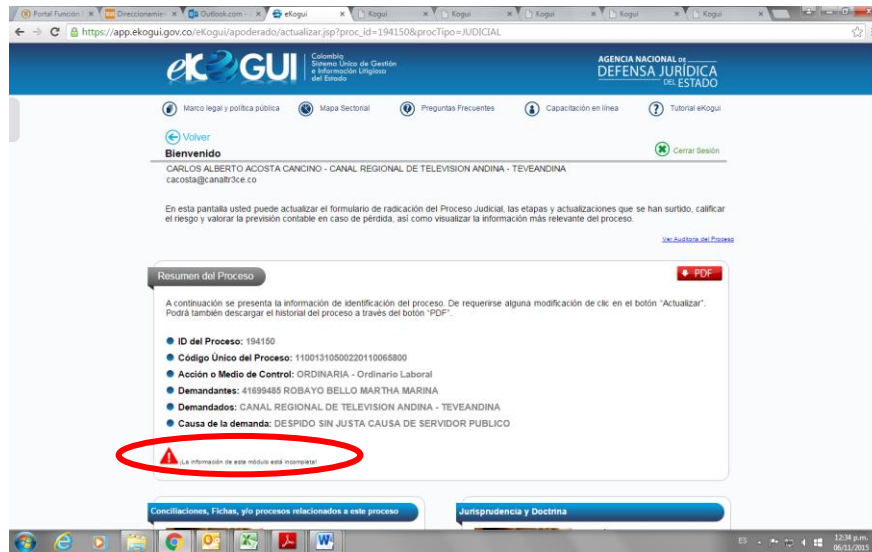 Portal Función
Direccionamie
Outlook.com -
eKogui
Kogui
Kogui
Kogui
Kogui
Kogui
https://app.ekogui.gov.co/eKogui/apoderado/actualizar.jsp?proc_id=194150&procTipo=JUDICIAL
eKOGUI
Colombia
Sistema Único de Gestión
e Información Litigiosa
del Estado
AGENCIA NACIONAL DE
DEFENSA JURÍDICA
DEL ESTADO
Marco legal y política pública
Mapa Sectorial
Preguntas Frecuentes
Capacitación en línea
Tutorial eKogui
Volver
Bienvenido
Cerrar Sesión
CARLOS ALBERTO ACOSTA CANCINO - CANAL REGIONAL DE TELEVISION ANDINA - TEVEANDINA
cacosta@canaltr3ce.co
En esta pantalla usted puede actualizar el formulario de radicación del Proceso Judicial, las etapas y actualizaciones que se han surtido, calificar
el riesgo y valorar la previsión contable en caso de pérdida, así como visualizar la información más relevante del proceso.
Ver Auditoria del Proceso
Resumen del Proceso
PDF
A continuación se presenta la información de identificación del proceso. De requerirse alguna modificación de clic en el botón "Actualizar".
Podrá también descargar el historial del proceso a través del botón "PDF".
ID del Proceso: 194150
Código Único del Proceso: 11001310500220110065800
Acción o Medio de Control: ORDINARIA - Ordinario Laboral
Demandantes: 41699485 ROBAYO BELLO MARTHA MARINA
Demandados: CANAL REGIONAL DE TELEVISION ANDINA - TEVEANDINA
Causa de la demanda: DESPIDO SIN JUSTA CAUSA DE SERVIDOR PUBLICO
¡La información de este módulo está incompleta!
Conciliaciones, Fichas, y/o procesos relacionados a este proceso
Jurisprudencia y Doctrina
ES
12:34 p.m.
06/11/2015